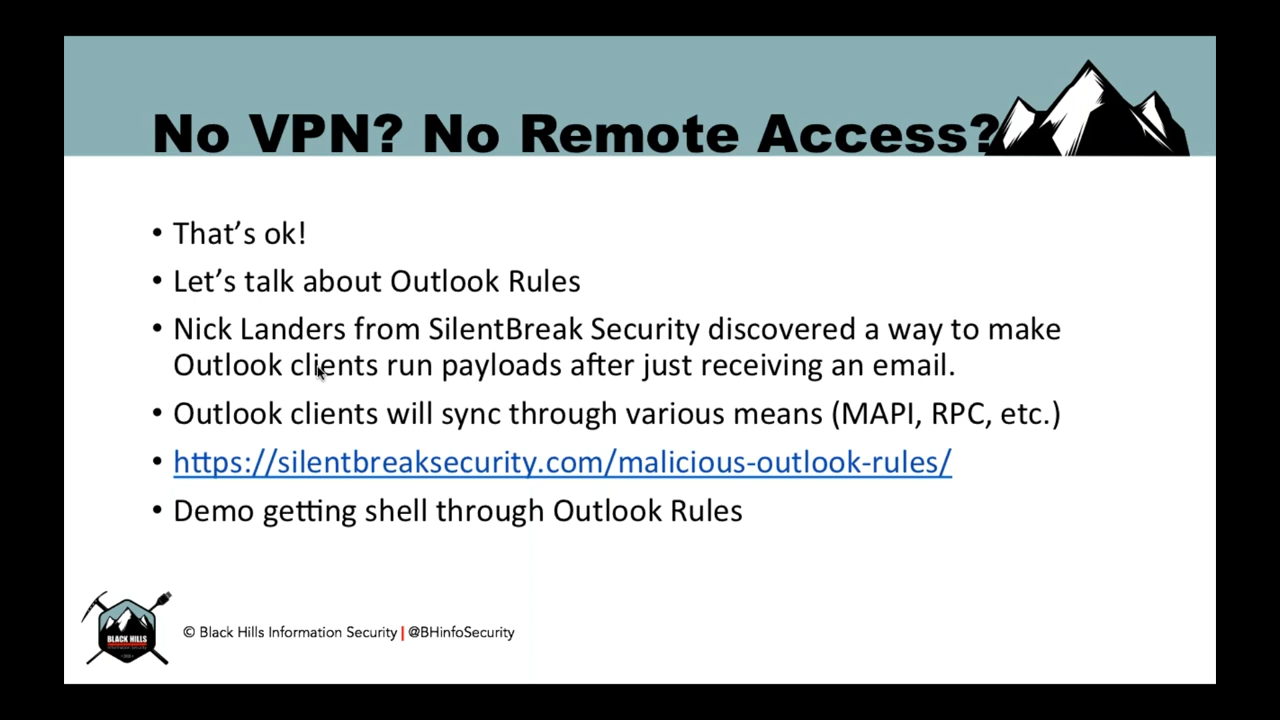 No VPN? No Remote Access?
• That’s ok!
• Let’s talk about Outlook Rules
• Nick Landers from SilentBreak Security discovered a way to make
Outlook clients run payloads after just receiving an email.
• Outlook clients will sync through various means (MAPI, RPC, etc.)
• https://silentbreaksecurity.com/malicious-outlook-rules/
• Demo getting shell through Outlook Rules
BLACK HILLS
© Black Hills Information Security | @BHinfoSecurity